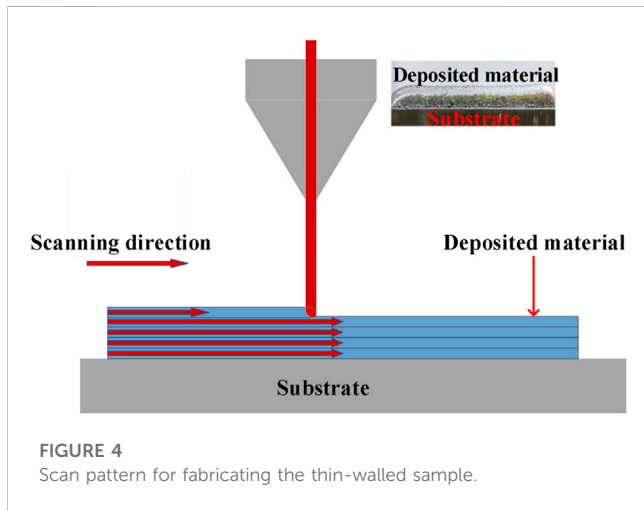 Deposited material
Substrate
Scanning direction
Deposited material
Substrate
FIGURE 4
Scan pattern for fabricating the thin-walled sample.